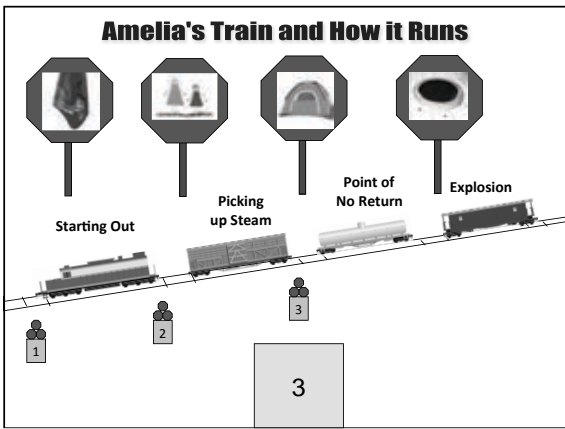 Amelia's Train and How it Runs
Starting Out
Picking
up Steam
Point of
No Return
Explosion
1
2
3
3